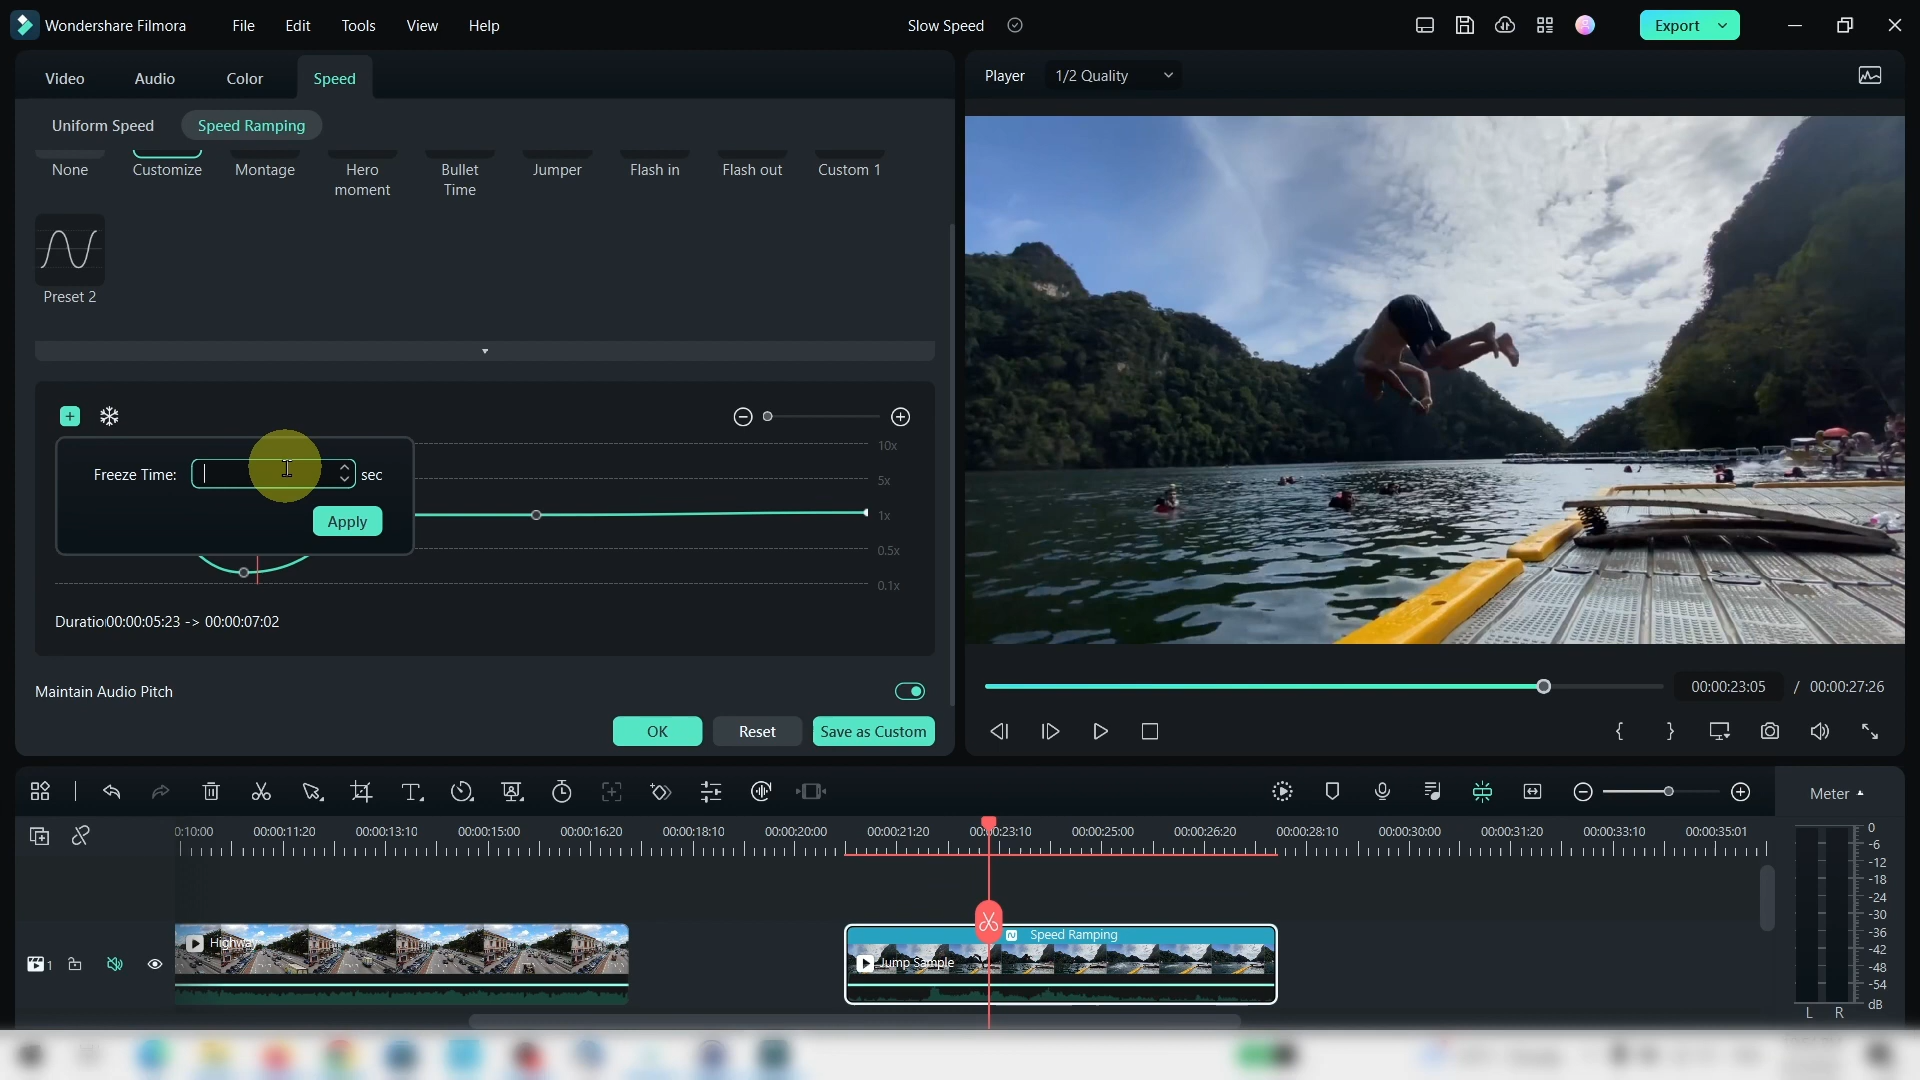 Wondershare Filmora File Edit Tools View Help Slow Speed Export
Video Audio Color Speed
Player 1/2 Quality
Uniform Speed Speed Ramping
None Customize Montage Hero moment Bullet Time Jumper Flash in Flash out Custom 1
Preset 2
10x
Freeze Time: sec
5x
1x
Apply
0.5x
0.1x
Duratio00:00:05:23 -> 00:00:07:02
Maintain Audio Pitch
00:00:23:05 / 00:00:27:26
OK Reset Save as Custom
Meter
0:10:00 00:00:11:20 00:00:13:10 00:00:15:00 00:00:16:20 00:00:18:10 00:00:20:00 00:00:21:20 00:00:23:10 00:00:25:00 00:00:26:20 00:00:28:10 00:00:30:00 00:00:31:20 00:00:33:10 00:00:35:01
0
-6
-12
-18
-24
-30
-36
-42
-48
-54
dB
L R
Speed Ramping
Highway
Jump Sample
1